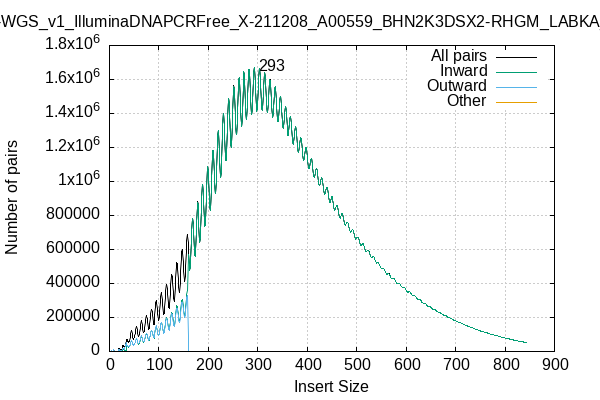 -WGS_v1_IlluminaDNAPCRFree_X-211208_A00559_BHN2K3DSX2-RHGM_LABKA_
All pairs
Inward
Outward
Other
293
Number of pairs
1.8x10^6
1.6x10^6
1.4x10^6
1.2x10^6
1x10^6
800000
600000
400000
200000
0
0 100 200 300 400 500 600 700 800 900
Insert Size